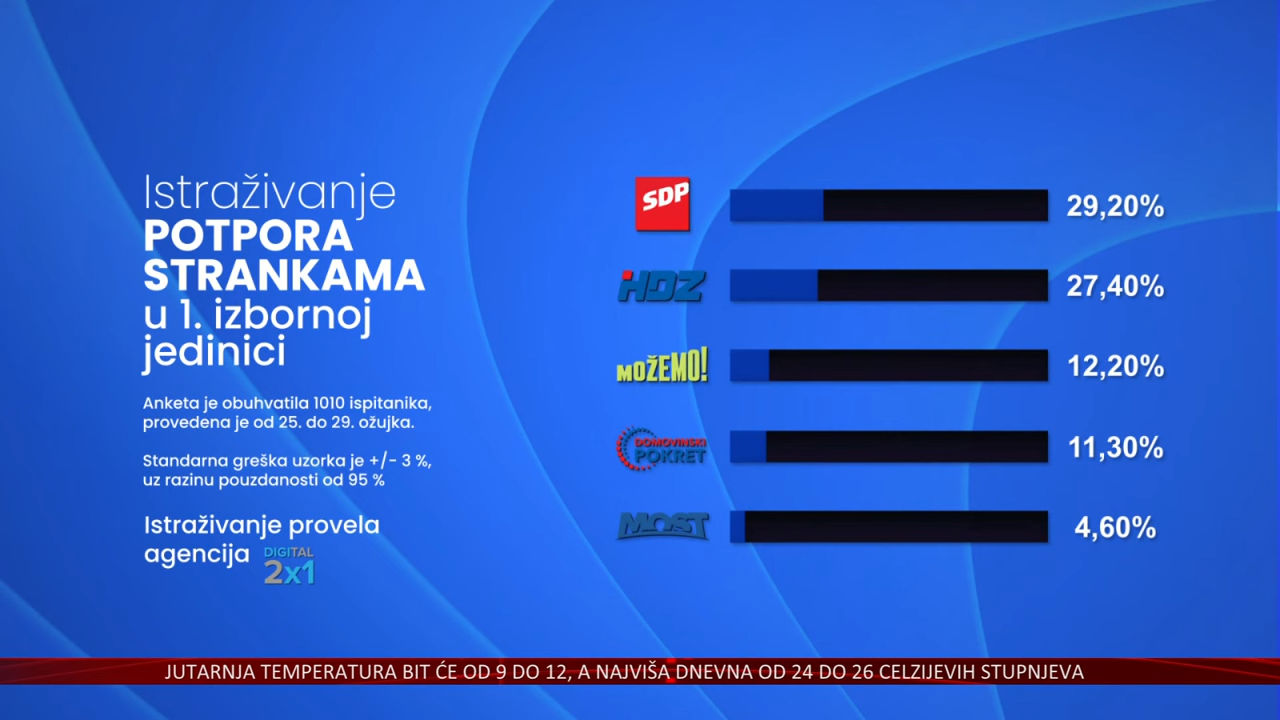 Istraživanje
POTPORA
STRANKAMA
u 1. izbornoj
jedinici
Anketa je obuhvatila 1010 ispitanika,
provedena je od 25. do 29. ožujka.
Standarna greška uzorka je +/- 3 %,
uz razinu pouzdanosti od 95 %
Istraživanje provela
agencija DIGITAL
2x1
SDP 29,20%
HDZ 27,40%
MOŽEMO! 12,20%
DOMOVINSKI
POKRET 11,30%
MOST 4,60%
JUTARNJA TEMPERATURA BIT ĆE OD 9 DO 12, A NAJVIŠA DNEVNA OD 24 DO 26 CELZIJEVIH STUPNJEVA